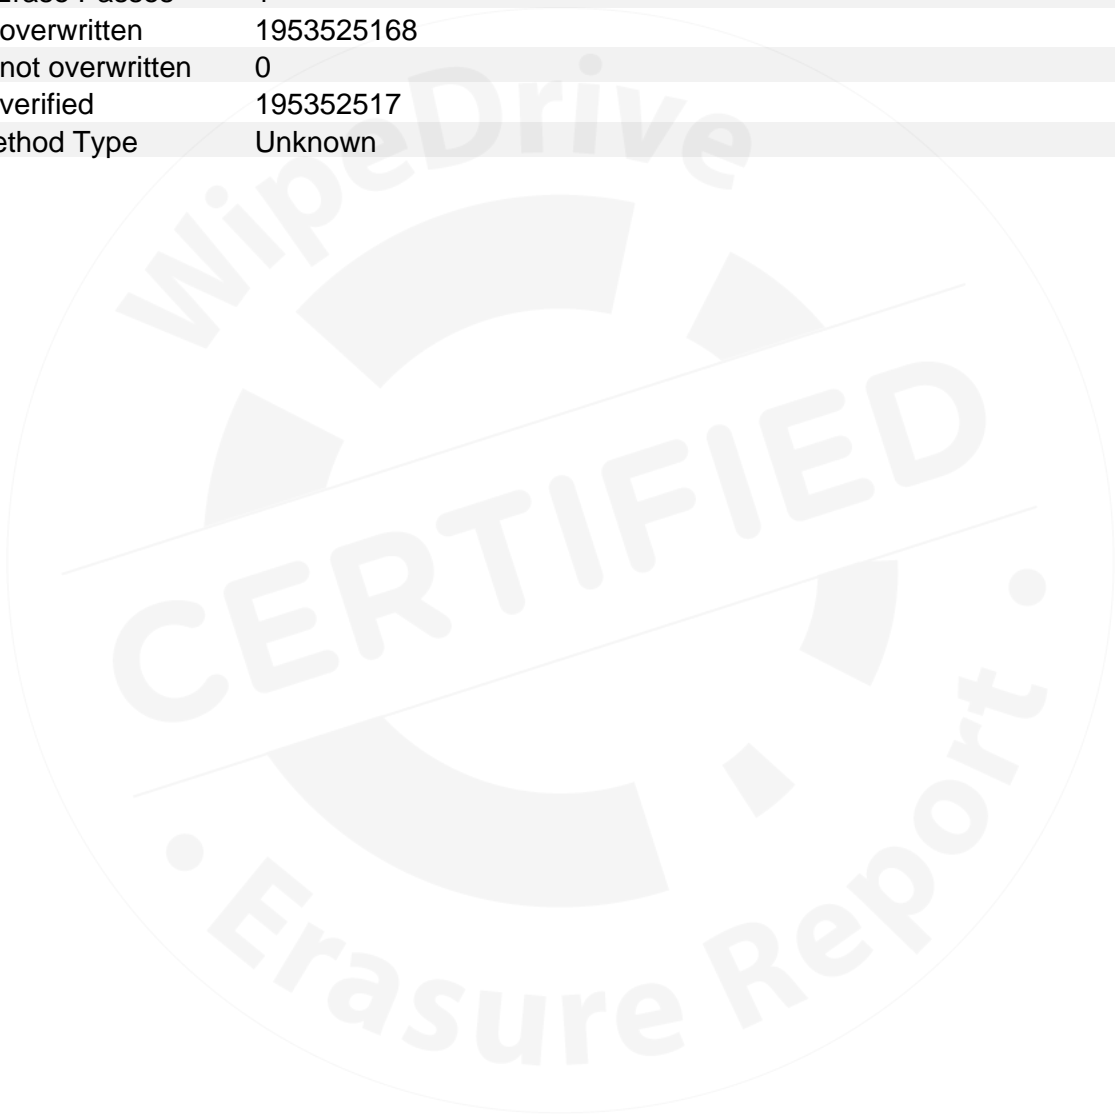 overwritten 1953525168
not overwritten 0
verified 195352517
ethod Type Unknown
WipeDrive
CERTIFIED
Erasure Report